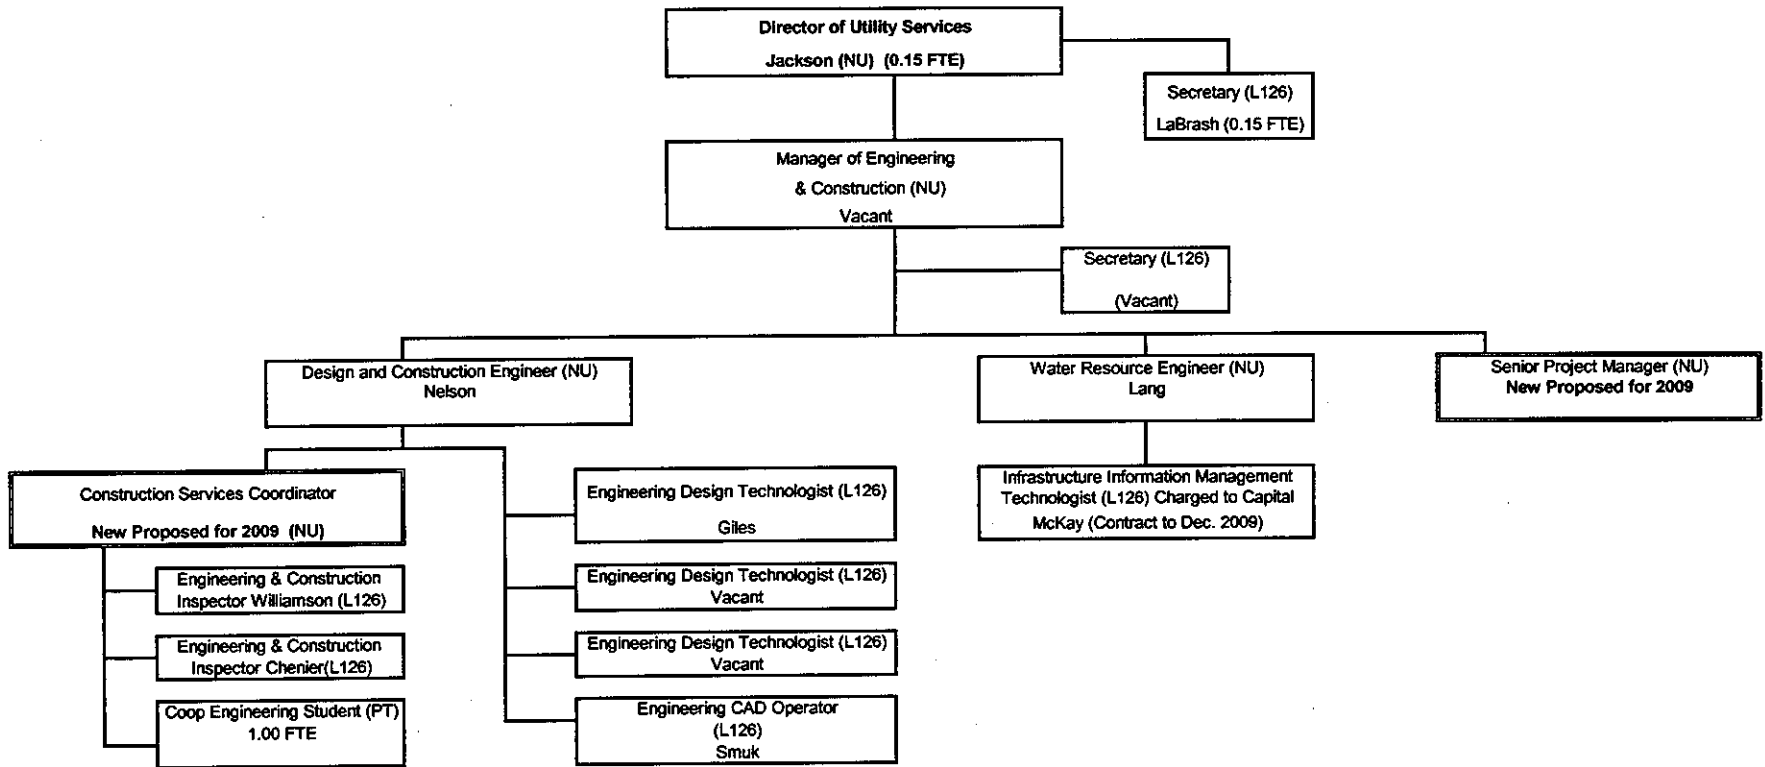 Director of Utility Services
Jackson (NU) (0.15 FTE)
Secretary (L126)
LaBrash (0.15 FTE)
Manager of Engineering
& Construction (NU)
Vacant
Secretary (L126)
(Vacant)
Design and Construction Engineer (NU)
Nelson
Water Resource Engineer (NU)
Lang
Senior Project Manager (NU)
New Proposed for 2009
Construction Services Coordinator
New Proposed for 2009 (NU)
Engineering & Construction
Inspector Williamson (L126)
Engineering & Construction
Inspector Chenier(L126)
Coop Engineering Student (PT)
1.00 FTE
Engineering Design Technologist (L126)
Giles
Engineering Design Technologist (L126)
Vacant
Engineering Design Technologist (L126)
Vacant
Engineering CAD Operator
(L126)
Smuk
Infrastructure Information Management
Technologist (L126) Charged to Capital
McKay (Contract to Dec. 2009)